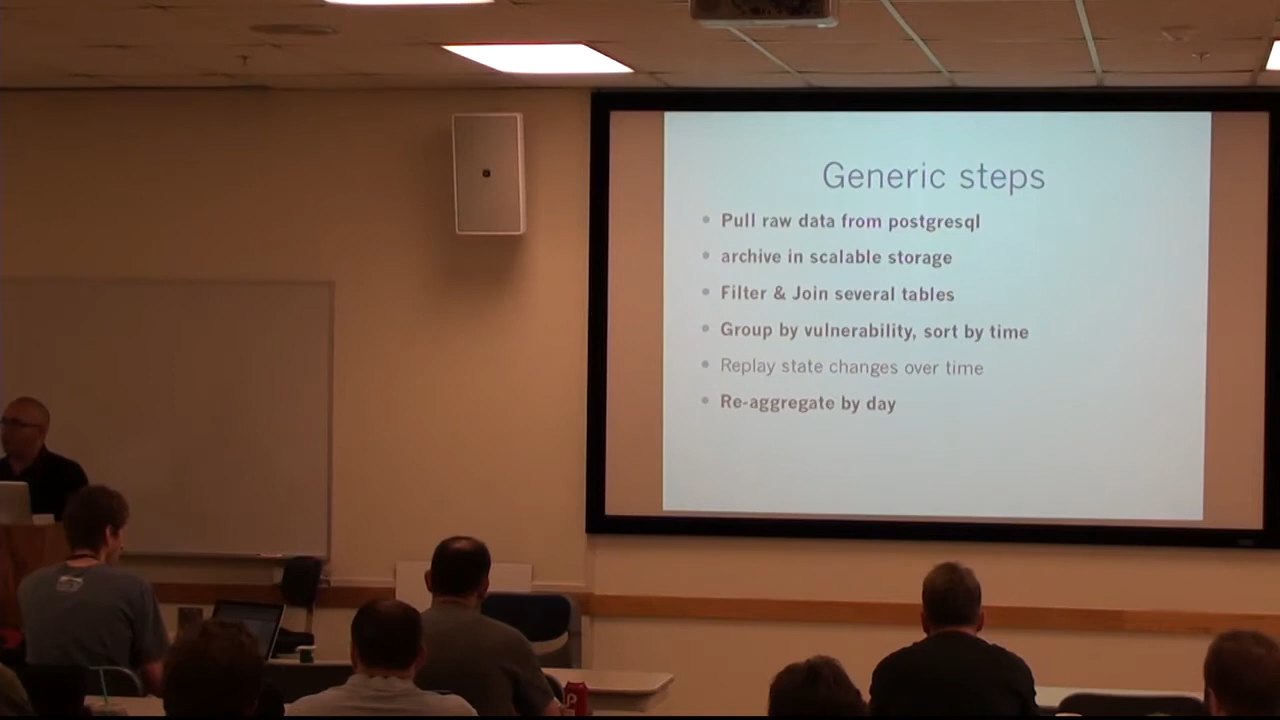 Generic steps
Pull raw data from postgresql
archive in scalable storage
Filter & Join several tables
Group by vulnerability, sort by time
Replay state changes over time
Re-aggregate by day